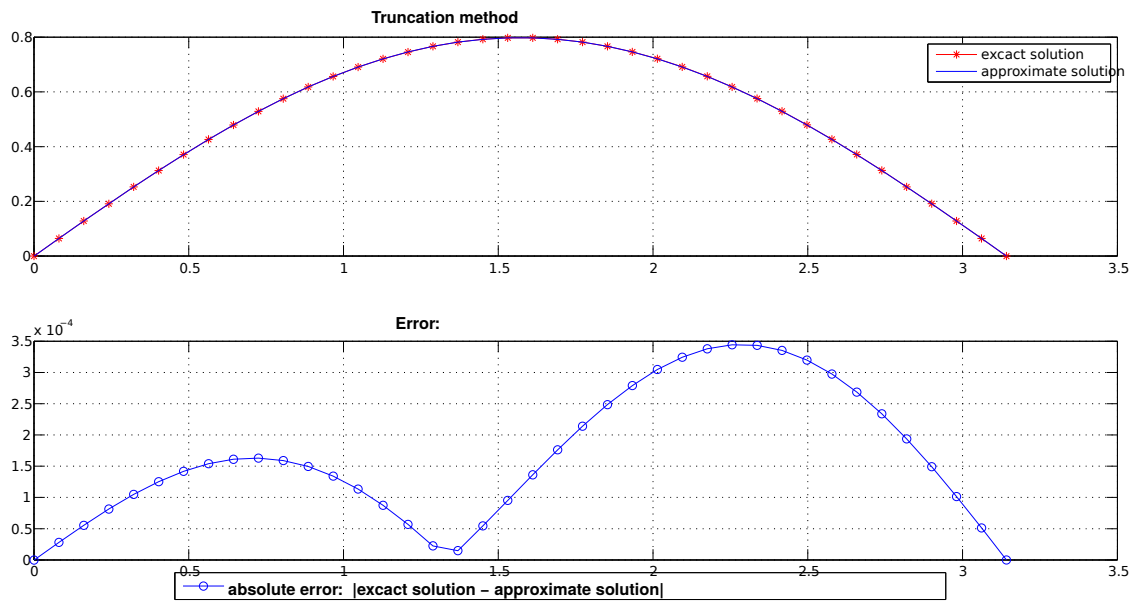 Truncation method
0.8
0.6
0.4
0.2
0
0 0.5 1 1.5 2 2.5 3 3.5
excact solution
approximate solution
Error:
x 10−4
3.5
3
2.5
2
1.5
1
0.5
0
0 0.5 1 1.5 2 2.5 3 3.5
absolute error: |excact solution − approximate solution|